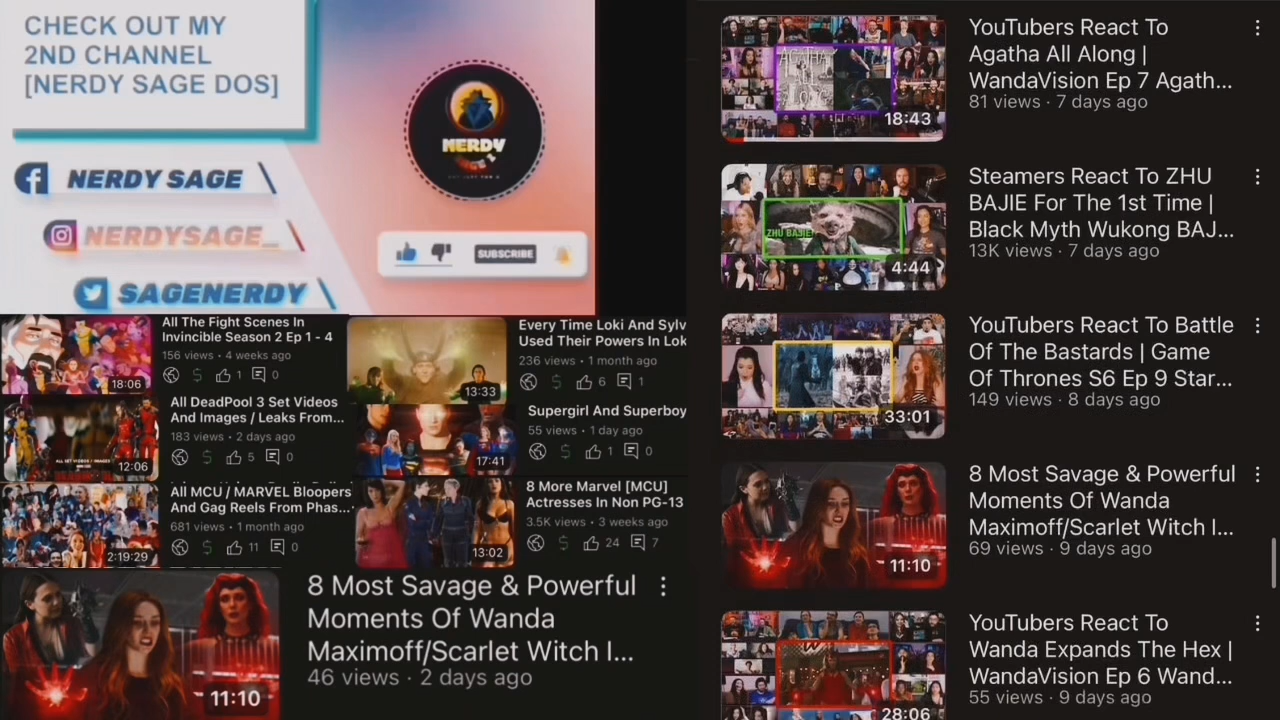 CHECK OUT MY
2ND CHANNEL
[NERDY SAGE DOS]
NERDY SAGE
NERDYSAGE_
SAGENERDY
NERDY
SUBSCRIBE
All The Fight Scenes In
Invincible Season 2 Ep 1 - 4
156 views • 4 weeks ago
1
0
18:06
All DeadPool 3 Set Videos
And Images / Leaks From...
183 views • 2 days ago
5
0
ALL SET VIDEOS / IMAGES
12:06
All MCU / MARVEL Bloopers
And Gag Reels From Phas...
681 views • 1 month ago
11
0
2:19:29
Every Time Loki And Sylv
Used Their Powers In Lok
236 views • 1 month ago
6
1
13:33
Supergirl And Superboy
55 views • 1 day ago
1
0
17:41
8 More Marvel [MCU]
Actresses In Non PG-13
3.5K views • 3 weeks ago
24
7
13:02
8 Most Savage & Powerful
Moments Of Wanda
Maximoff/Scarlet Witch I...
46 views · 2 days ago
11:10
YouTubers React To
Agatha All Along |
WandaVision Ep 7 Agath...
81 views · 7 days ago
AGATHA
ALL
ALONG
18:43
Steamers React To ZHU
BAJIE For The 1st Time |
Black Myth Wukong BAJ...
13K views · 7 days ago
ZHU BAJIE
4:44
YouTubers React To Battle
Of The Bastards | Game
Of Thrones S6 Ep 9 Star...
149 views · 8 days ago
33:01
8 Most Savage & Powerful
Moments Of Wanda
Maximoff/Scarlet Witch I...
69 views · 9 days ago
11:10
YouTubers React To
Wanda Expands The Hex |
WandaVision Ep 6 Wand...
55 views · 9 days ago
28:06